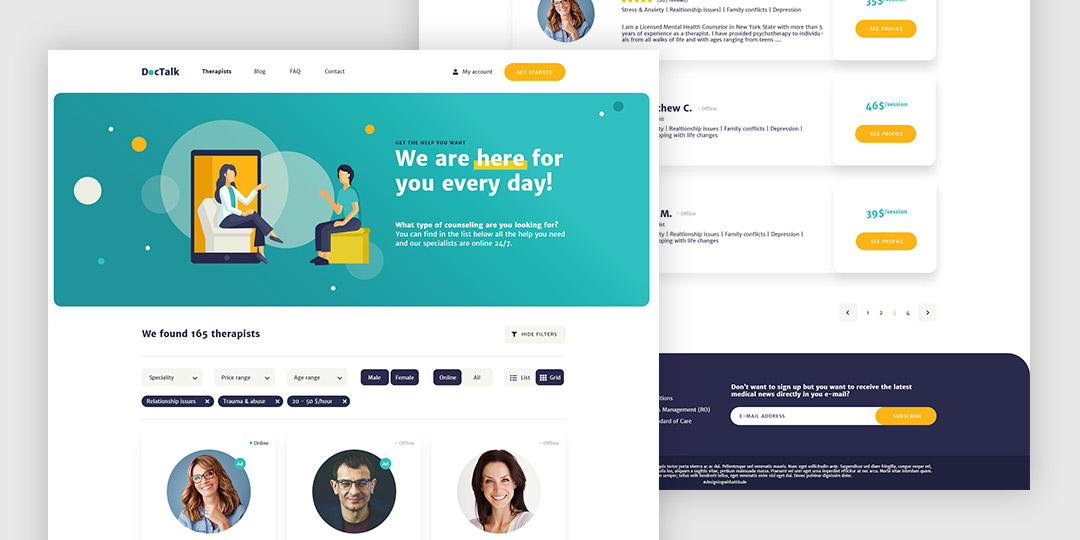 DocTalk
Therapists
Blog
FAQ
Contact
My account
GET STARTED
GET THE HELP YOU WANT
We are here for
you every day!
What type of counseling are you looking for?
You can find in the list below all the help you need
and our specialists are online 24/7.
We found 165 therapists
HIDE FILTERS
Speciality
Price range
Age range
Male
Female
Online
All
List
Grid
Relationship issues ×
Trauma & abuse ×
20 – 50 $/hour ×
Online
Ad
Offline
Ad
Offline
Stress & Anxiety | Realtionship issues| Family conflicts | Depression
I am a Licensed Mental Health Counselor in New York State with more than 5
years of experience as a therapist. I have provided psychotherapy to individu-
als from all walks of life and with ages ranging from teens ....
35$/session
SEE PROFILE
hew C.
Offline
| Realtionship issues | Family conflicts | Depression |
ping with life changes
46$/session
SEE PROFILE
M.
Offline
| Realtionship issues | Family conflicts | Depression |
ping with life changes
39$/session
SEE PROFILE
1
2
3
4
itions
Management (RO)
dard of Care
Don't want to sign up but you want to receive the latest
medical news directly in you e-mail?
E-MAIL ADDRESS
SUBSCRIBE
#designingwithattitude